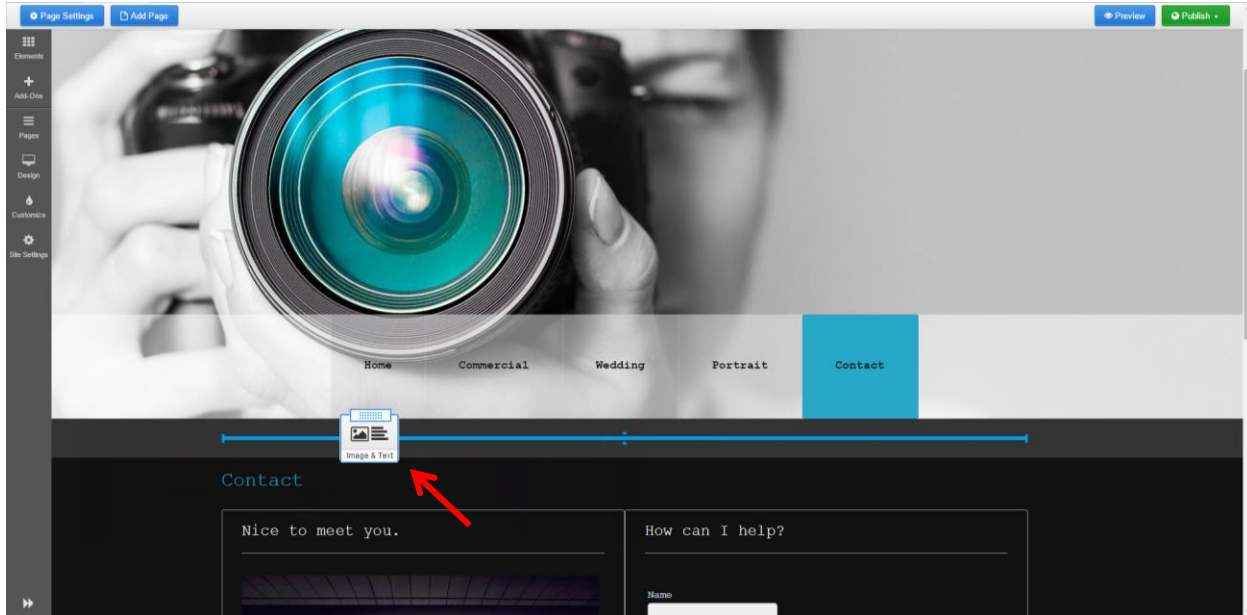 Page Settings
Add Page
Preview
Publish
Elements
Add-Ons
Pages
Design
Customize
Site Settings
Home
Commercial
Wedding
Portrait
Contact
Image & Text
Contact
Nice to meet you.
How can I help?
Name